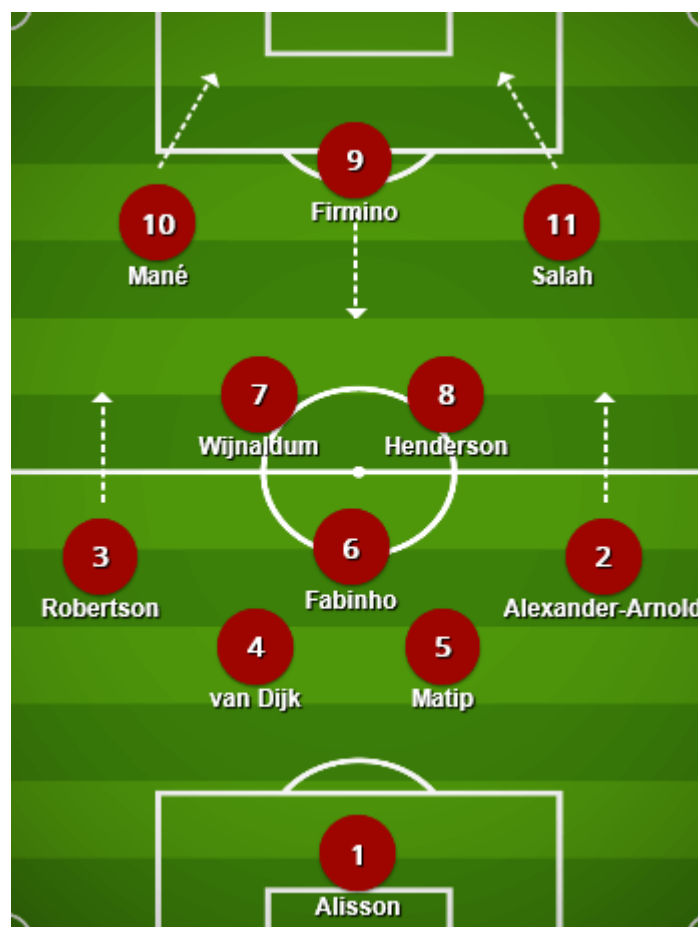 9
Firmino
10
Mané
11
Salah
7
Wijnaldum
8
Henderson
6
Fabinho
3
Robertson
2
Alexander-Arnold
4
van Dijk
5
Matip
1
Alisson